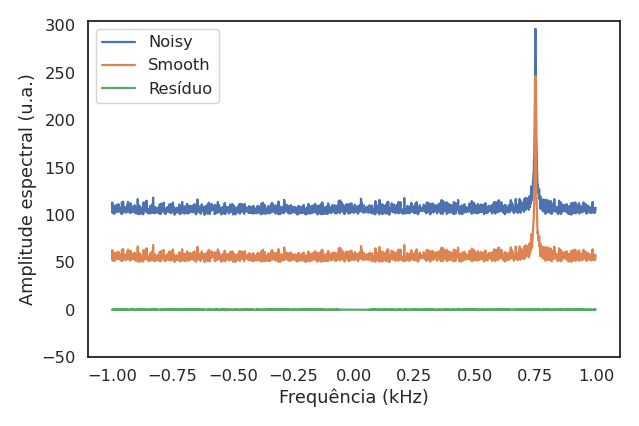 300
250
200
150
100
50
0
−50
Amplitude espectral (u.a.)
Noisy
Smooth
Resíduo
−1.00 −0.75 −0.50 −0.25 0.00 0.25 0.50 0.75 1.00
Frequência (kHz)